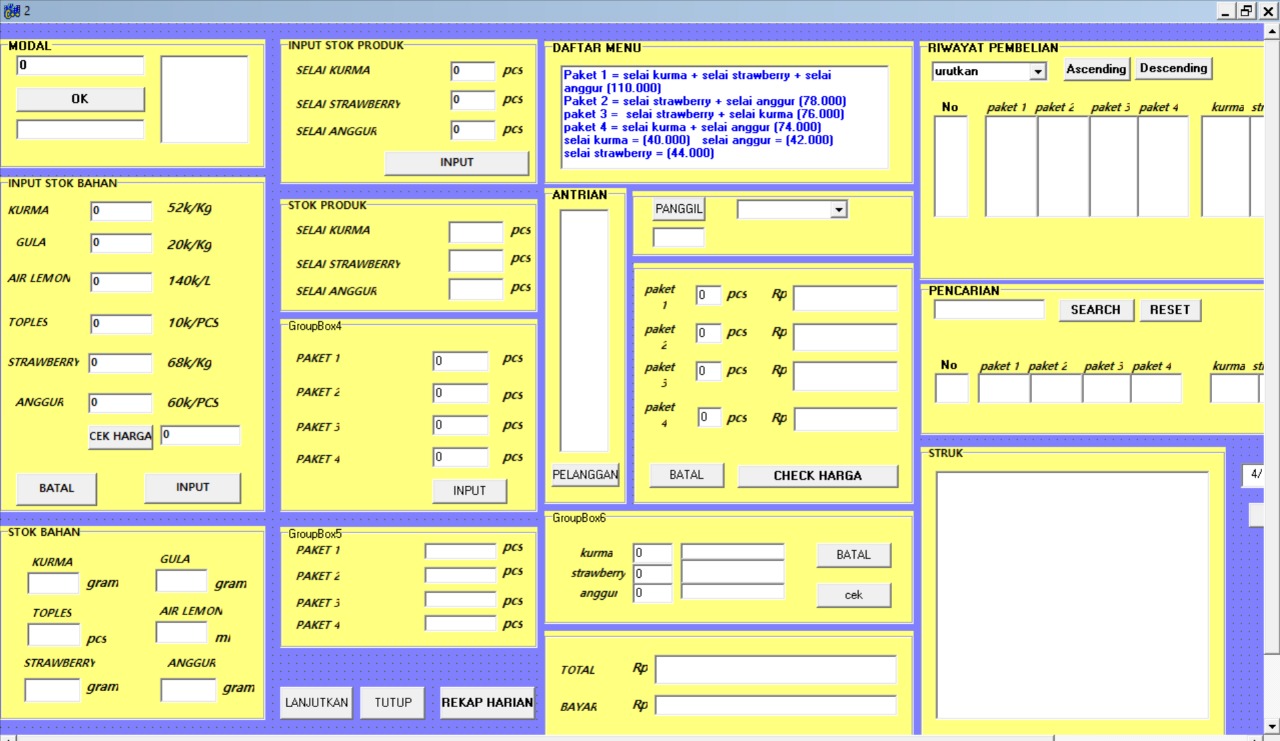 2
MODAL
0
OK
INPUT STOK BAHAN
KURMA 0 52k/Kg
GULA 0 20k/Kg
AIR LEMON 0 140k/L
TOPLES 0 10k/PCS
STRAWBERRY 0 68k/Kg
ANGGUR 0 60k/PCS
CEK HARGA 0
BATAL INPUT
STOK BAHAN
KURMA GULA
gram gram
TOPLES AIR LEMON
pcs ml
STRAWBERRY ANGGUR
gram gram
INPUT STOK PRODUK
SELAI KURMA 0 pcs
SELAI STRAWBERRY 0 pcs
SELAI ANGGUR 0 pcs
INPUT
STOK PRODUK
SELAI KURMA pcs
SELAI STRAWBERRY pcs
SELAI ANGGUR pcs
GroupBox4
PAKET 1 0 pcs
PAKET 2 0 pcs
PAKET 3 0 pcs
PAKET 4 0 pcs
INPUT
GroupBox5
PAKET 1 pcs
PAKET 2 pcs
PAKET 3 pcs
PAKET 4 pcs
LANJUTKAN TUTUP REKAP HARIAN
DAFTAR MENU
Paket 1 = selai kurma + selai strawberry + selai
anggur (110.000)
Paket 2 = selai strawberry + selai anggur (78.000)
paket 3 = selai strawberry + selai kurma (76.000)
paket 4 = selai kurma + selai anggur (74.000)
selai kurma = (40.000) selai anggur = (42.000)
selai strawberry = (44.000)
ANTRIAN
PELANGGAN
PANGGIL
paket 1 0 pcs Rp
paket 2 0 pcs Rp
paket 3 0 pcs Rp
paket 4 0 pcs Rp
BATAL CHECK HARGA
GroupBox6
kurma 0 BATAL
strawberry 0
anggur 0 cek
TOTAL Rp
BAYAR Rp
RIWAYAT PEMBELIAN
urutkan Ascending Descending
No paket 1 paket 2 paket 3 paket 4 kurma str
PENCARIAN
SEARCH RESET
No paket 1 paket 2 paket 3 paket 4 kurma str
STRUK
4/